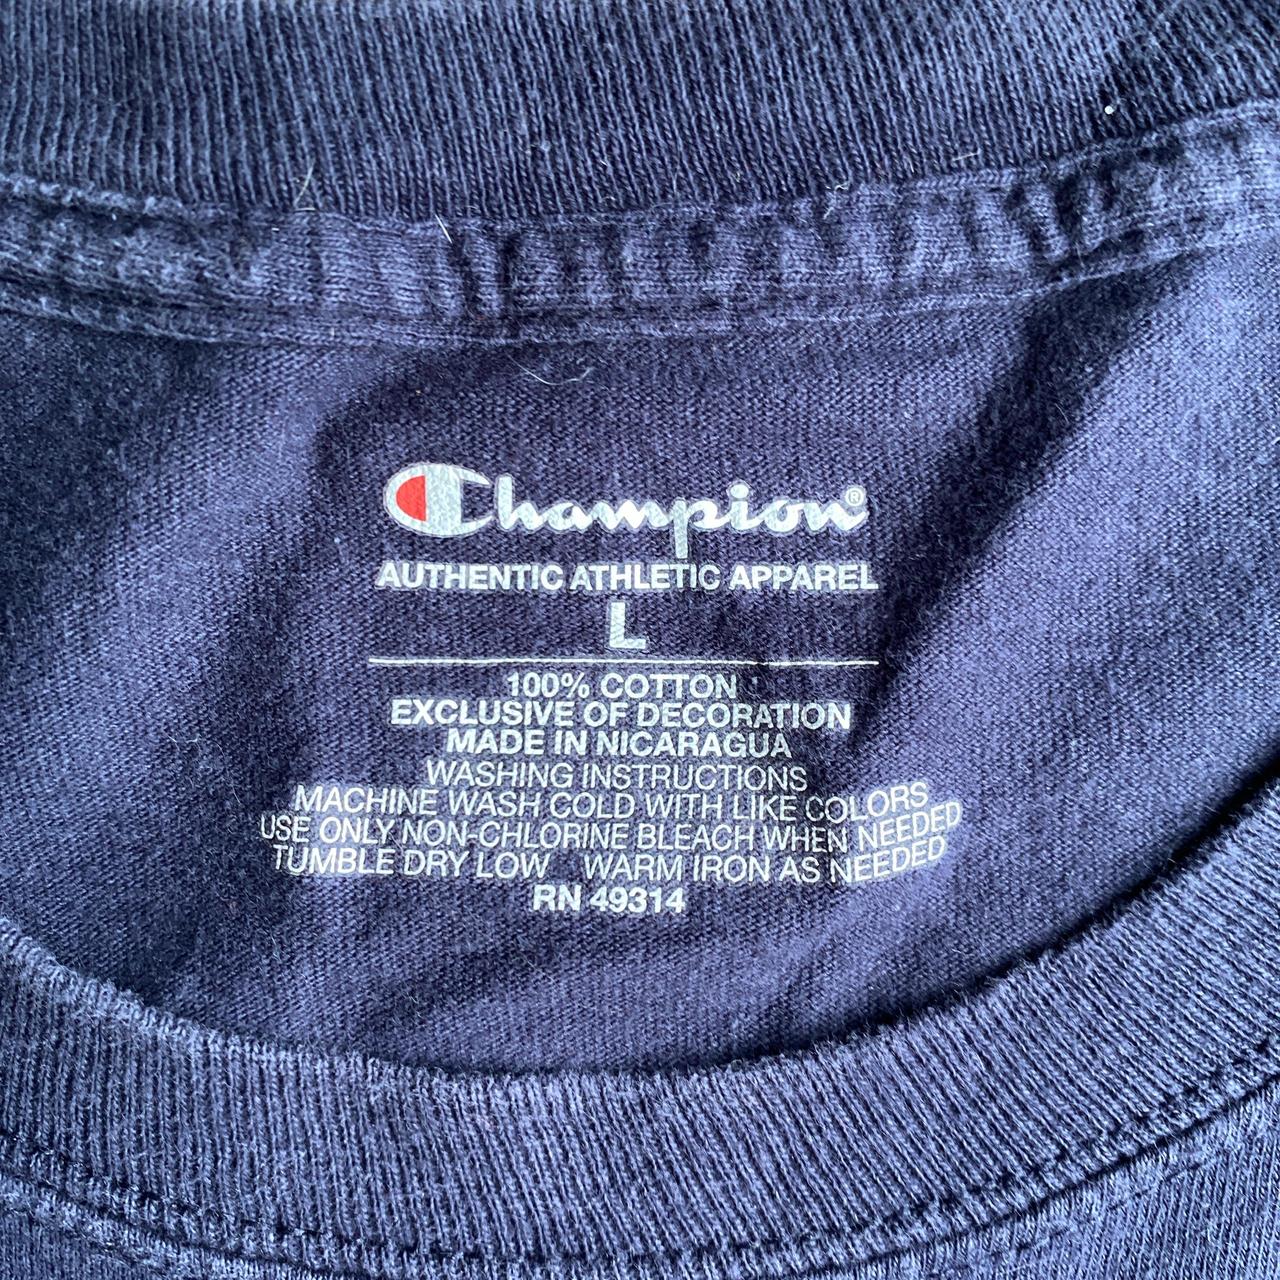 Champion®
AUTHENTIC ATHLETIC APPAREL
L
100% COTTON
EXCLUSIVE OF DECORATION
MADE IN NICARAGUA
WASHING INSTRUCTIONS
MACHINE WASH COLD WITH LIKE COLORS
USE ONLY NON-CHLORINE BLEACH WHEN NEEDED
TUMBLE DRY LOW WARM IRON AS NEEDED
RN 49314